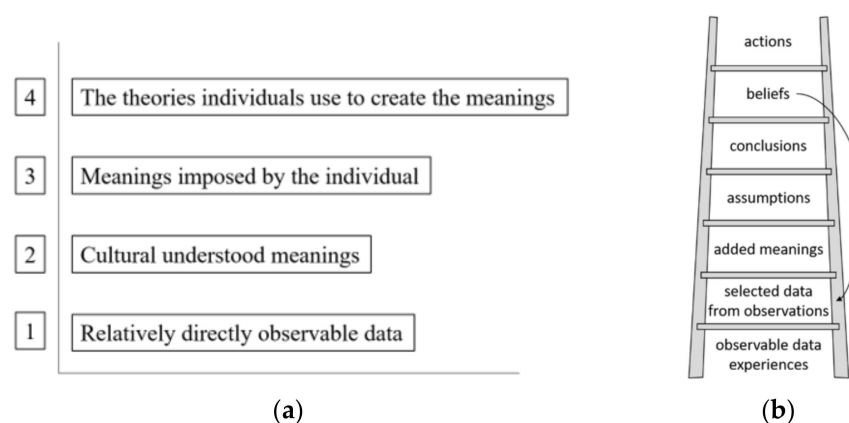 4 The theories individuals use to create the meanings
3 Meanings imposed by the individual
2 Cultural understood meanings
1 Relatively directly observable data
(a)
actions
beliefs
conclusions
assumptions
added meanings
selected data
from observations
observable data
experiences
(b)